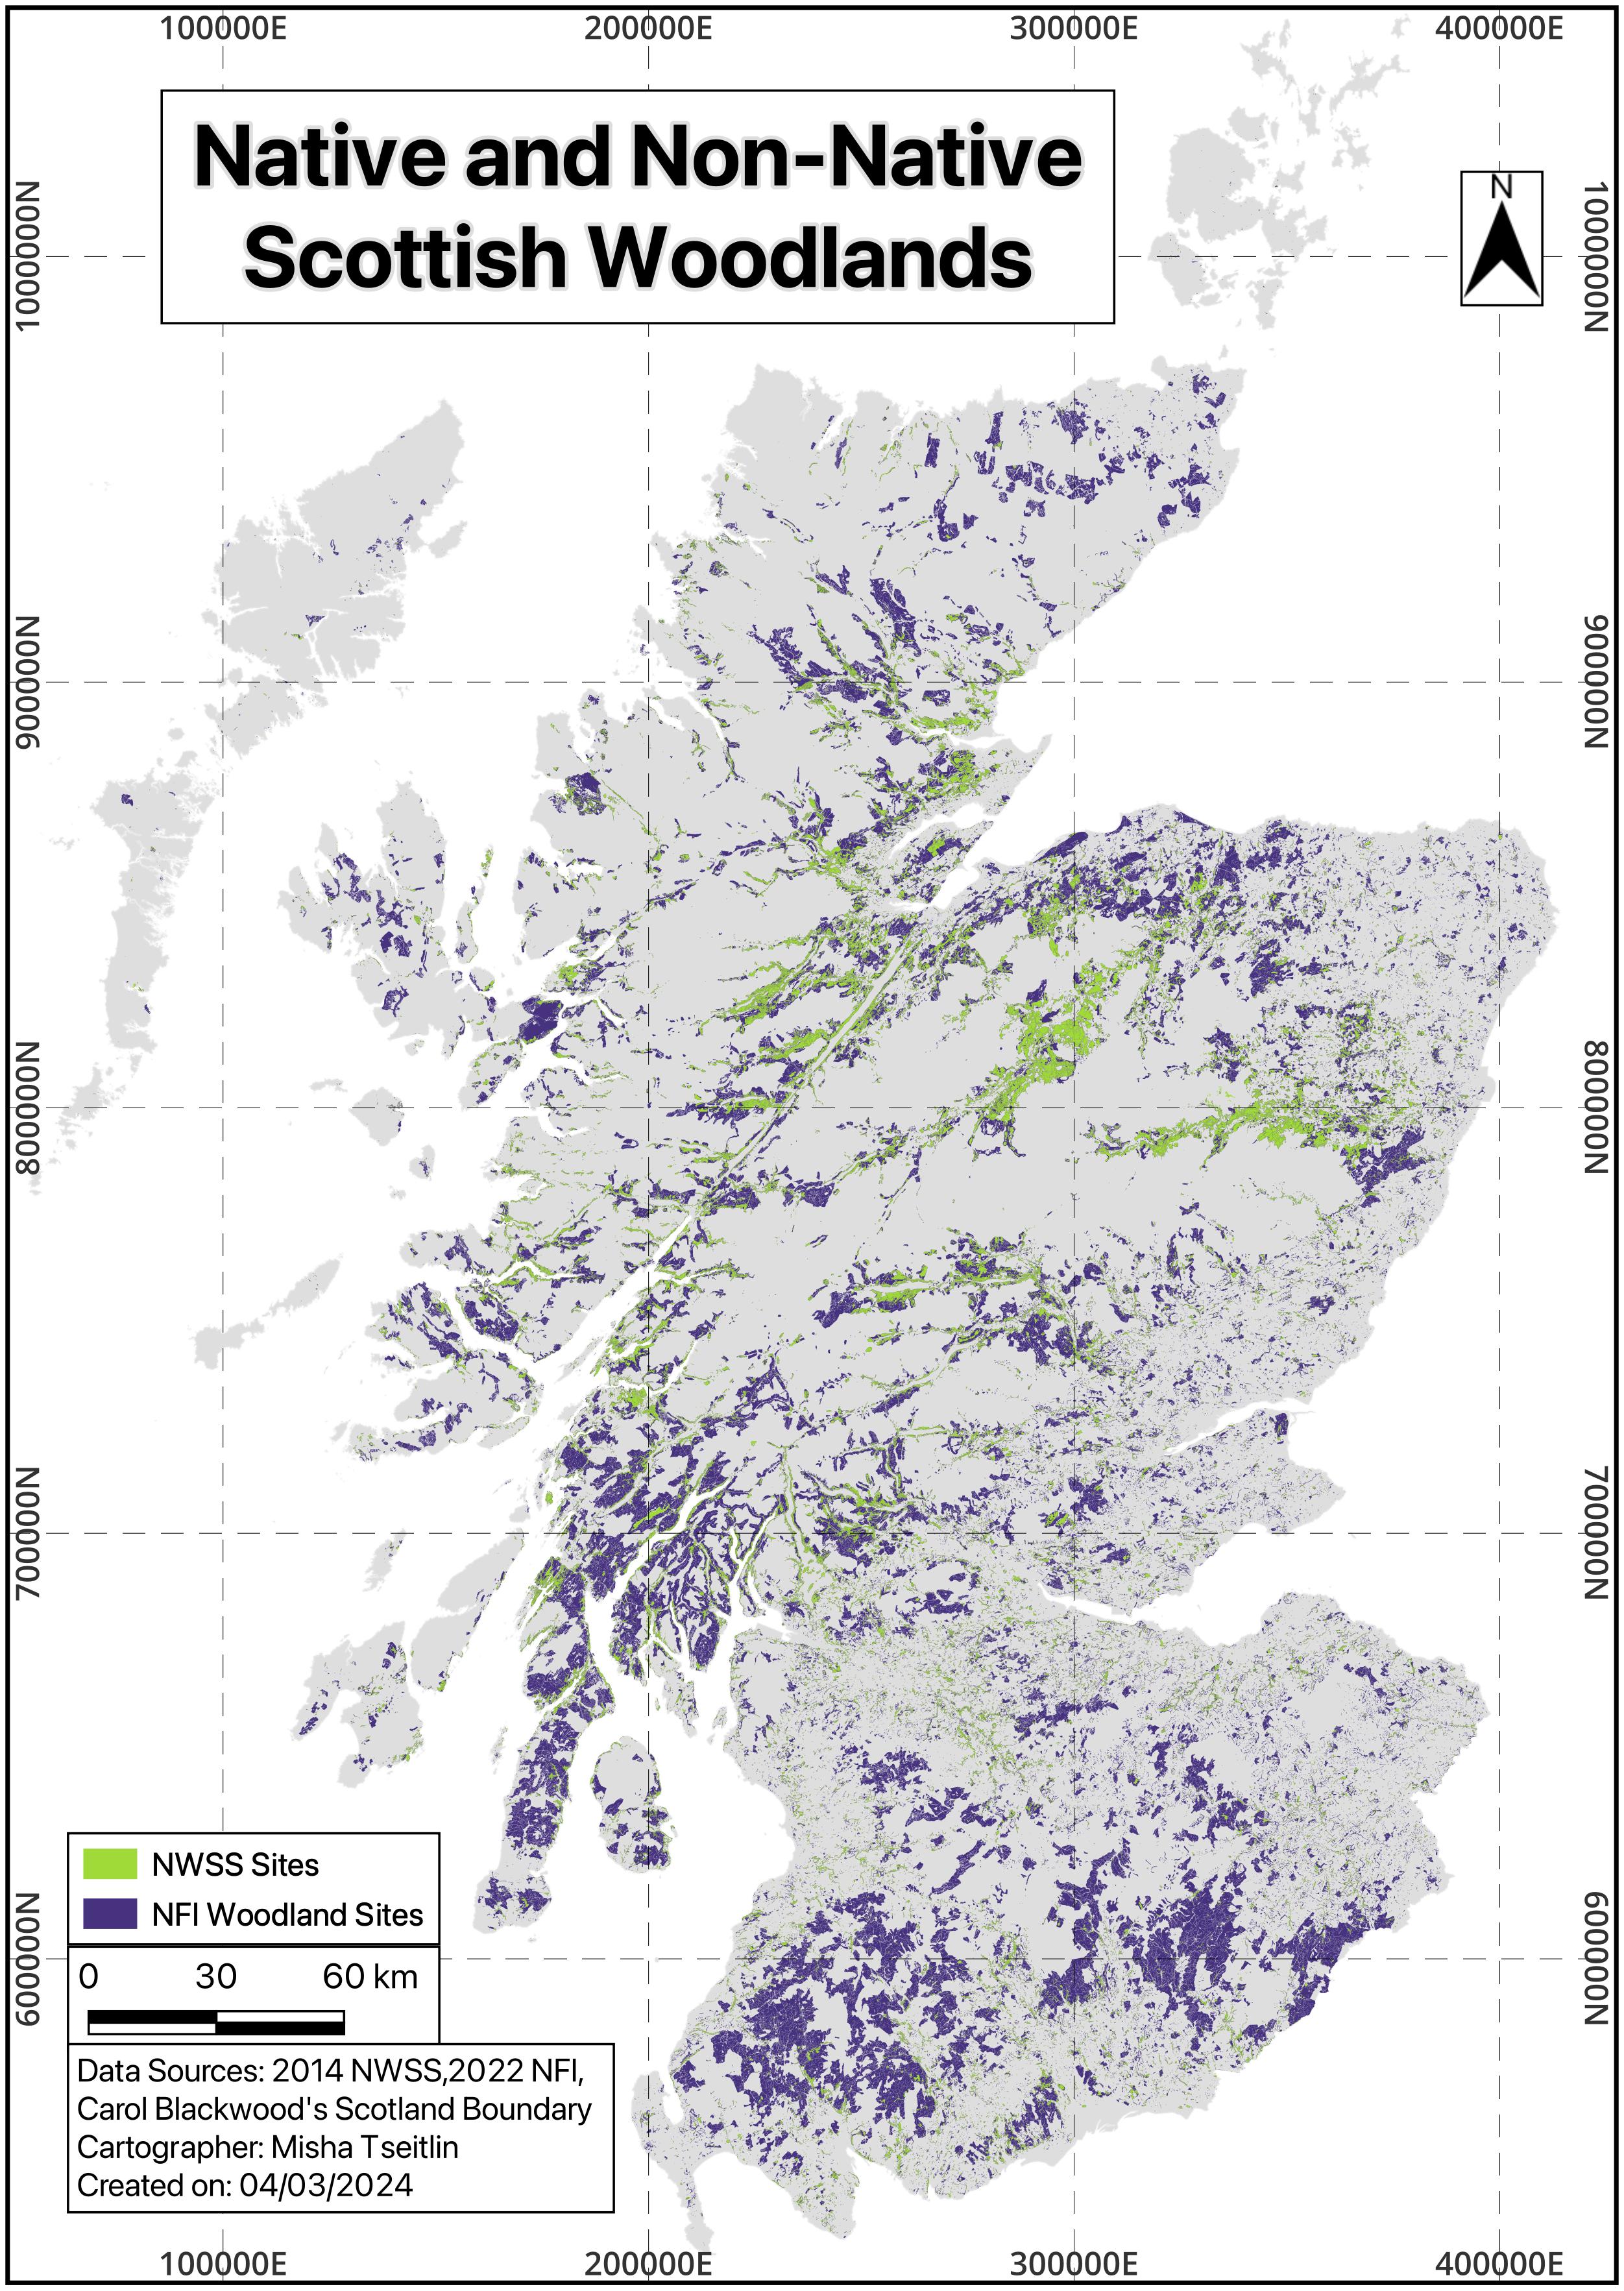 100000E 200000E 300000E 400000E
Native and Non-Native
Scottish Woodlands
N
1000000N 1000000N
900000N 900000N
800000N 800000N
700000N 700000N
NWSS Sites
NFI Woodland Sites
600000N 600000N
0 30 60 km
Data Sources: 2014 NWSS,2022 NFI,
Carol Blackwood's Scotland Boundary
Cartographer: Misha Tseitlin
Created on: 04/03/2024
100000E 200000E 300000E 400000E